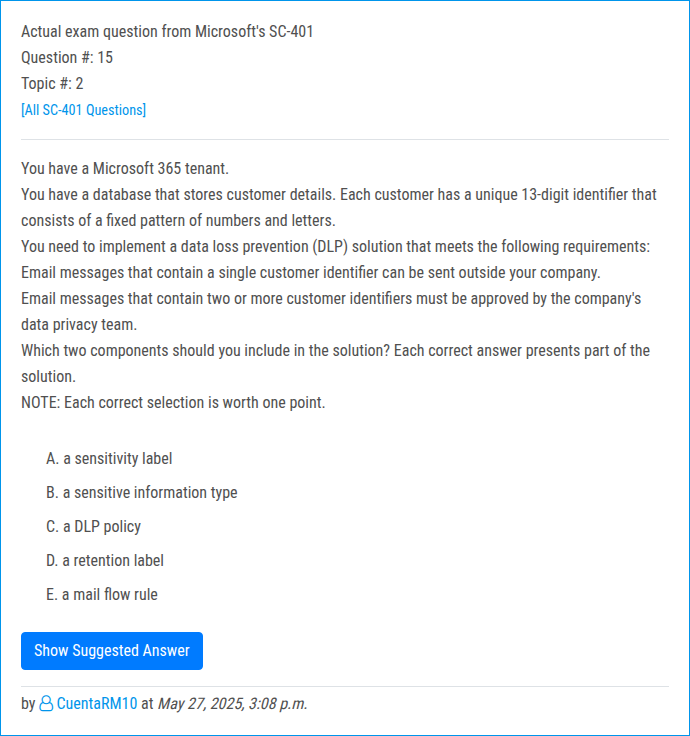 Actual exam question from Microsoft's SC-401
Question #: 15
Topic #: 2
[All SC-401 Questions]
You have a Microsoft 365 tenant.
You have a database that stores customer details. Each customer has a unique 13-digit identifier that
consists of a fixed pattern of numbers and letters.
You need to implement a data loss prevention (DLP) solution that meets the following requirements:
Email messages that contain a single customer identifier can be sent outside your company.
Email messages that contain two or more customer identifiers must be approved by the company's
data privacy team.
Which two components should you include in the solution? Each correct answer presents part of the
solution.
NOTE: Each correct selection is worth one point.
A. a sensitivity label
B. a sensitive information type
C. a DLP policy
D. a retention label
E. a mail flow rule
Show Suggested Answer
by CuentaRM10 at May 27, 2025, 3:08 p.m.